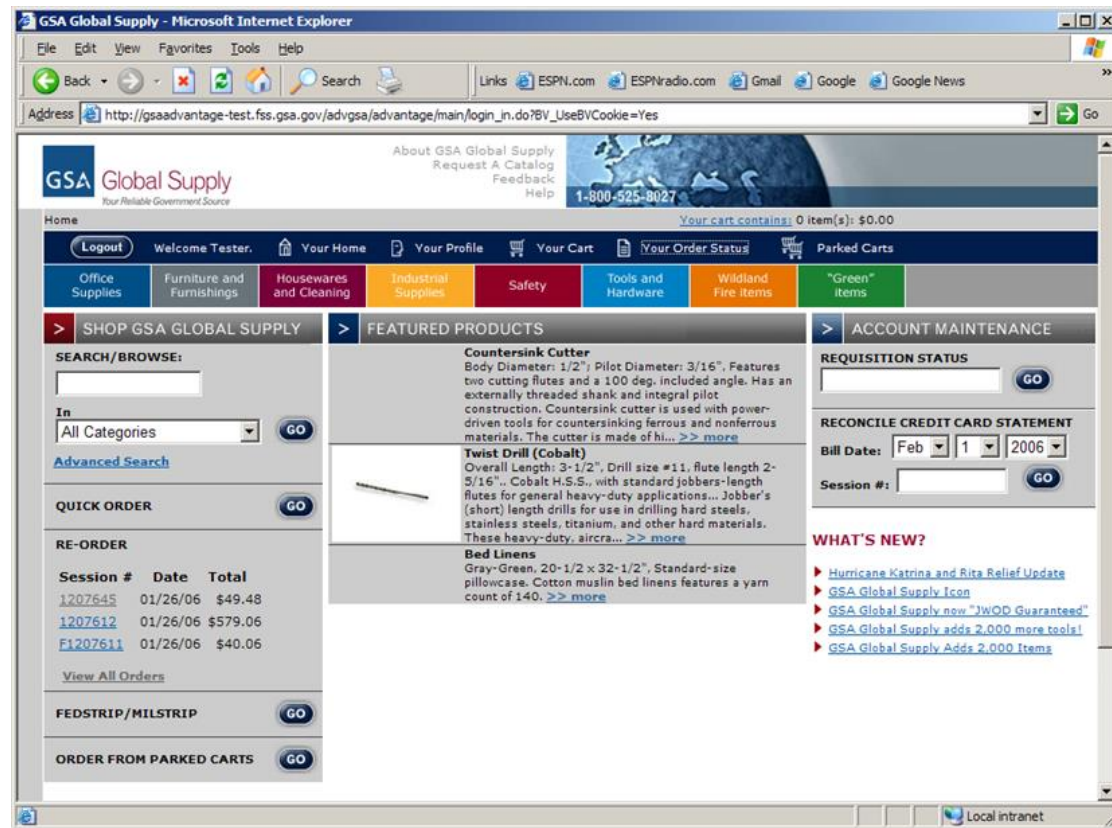 GSA Global Supply - Microsoft Internet Explorer
File Edit View Favorites Tools Help
Back Search Links ESPN.com ESPNradio.com Gmail Google Google News »
Address http://gsaadvantage-test.fss.gsa.gov/advgsa/advantage/main/login_in.do?BV_UseBVCookie=Yes Go
GSA Global Supply
Your Reliable Government Source
About GSA Global Supply
Request A Catalog
Feedback
Help
1-800-525-8027
Home Your cart contains: 0 item(s): $0.00
Logout Welcome Tester. Your Home Your Profile Your Cart Your Order Status Parked Carts
Office Supplies
Furniture and Furnishings
Housewares and Cleaning
Industrial Supplies
Safety
Tools and Hardware
Wildland Fire items
"Green" items
> SHOP GSA GLOBAL SUPPLY
SEARCH/BROWSE:
In
All Categories GO
Advanced Search
QUICK ORDER GO
RE-ORDER
Session # Date Total
1207645 01/26/06 $49.48
1207612 01/26/06 $579.06
F1207611 01/26/06 $40.06
View All Orders
FEDSTRIP/MILSTRIP GO
ORDER FROM PARKED CARTS GO
> FEATURED PRODUCTS
Countersink Cutter
Body Diameter: 1/2"; Pilot Diameter: 3/16", Features
two cutting flutes and a 100 deg. included angle. Has an
externally threaded shank and integral pilot
construction. Countersink cutter is used with power-
driven tools for countersinking ferrous and nonferrous
materials. The cutter is made of hi... >> more
Twist Drill (Cobalt)
Overall Length: 3-1/2", Drill size #11, flute length 2-
5/16".. Cobalt H.S.S., with standard jobbers-length
flutes for general heavy-duty applications... Jobber's
(short) length drills for use in drilling hard steels,
stainless steels, titanium, and other hard materials.
These heavy-duty, aircra... >> more
Bed Linens
Gray-Green, 20-1/2 x 32-1/2", Standard-size
pillowcase. Cotton muslin bed linens features a yarn
count of 140. >> more
> ACCOUNT MAINTENANCE
REQUISITION STATUS
GO
RECONCILE CREDIT CARD STATEMENT
Bill Date: Feb 1 2006
Session #: GO
WHAT'S NEW?
Hurricane Katrina and Rita Relief Update
GSA Global Supply Icon
GSA Global Supply now "JWOD Guaranteed"
GSA Global Supply adds 2,000 more tools!
GSA Global Supply Adds 2,000 Items
Local intranet